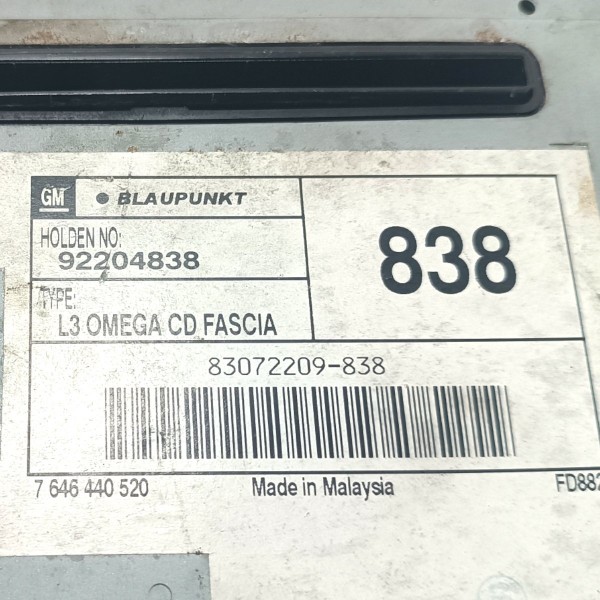 GM BLAUPUNKT
HOLDEN NO:
92204838
838
TYPE:
L3 OMEGA CD FASCIA
83072209-838
7 646 440 520 Made in Malaysia FD882